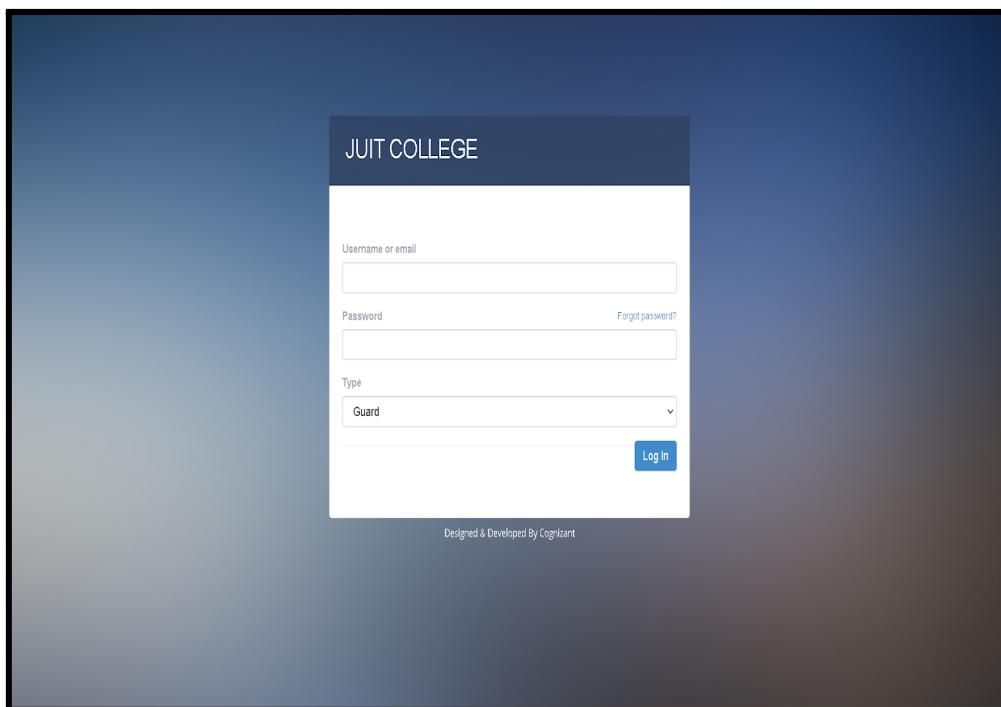 JUIT COLLEGE
Username or email
Password Forgot password?
Type
Guard
Log In
Designed & Developed By Cognizant